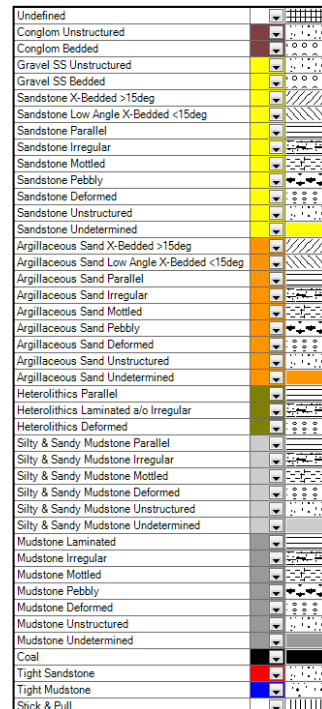 Undefined
Conglom Unstructured
Conglom Bedded
Gravel SS Unstructured
Gravel SS Bedded
Sandstone X-Bedded >15deg
Sandstone Low Angle X-Bedded <15deg
Sandstone Parallel
Sandstone Irregular
Sandstone Mottled
Sandstone Pebbly
Sandstone Deformed
Sandstone Unstructured
Sandstone Undetermined
Argillaceous Sand X-Bedded >15deg
Argillaceous Sand Low Angle X-Bedded <15deg
Argillaceous Sand Parallel
Argillaceous Sand Irregular
Argillaceous Sand Mottled
Argillaceous Sand Pebbly
Argillaceous Sand Deformed
Argillaceous Sand Unstructured
Argillaceous Sand Undetermined
Heterolithics Parallel
Heterolithics Laminated a/o Irregular
Heterolithics Deformed
Silty & Sandy Mudstone Parallel
Silty & Sandy Mudstone Irregular
Silty & Sandy Mudstone Mottled
Silty & Sandy Mudstone Deformed
Silty & Sandy Mudstone Unstructured
Silty & Sandy Mudstone Undetermined
Mudstone Laminated
Mudstone Irregular
Mudstone Mottled
Mudstone Pebbly
Mudstone Deformed
Mudstone Unstructured
Mudstone Undetermined
Coal
Tight Sandstone
Tight Mudstone
Stick & Pull